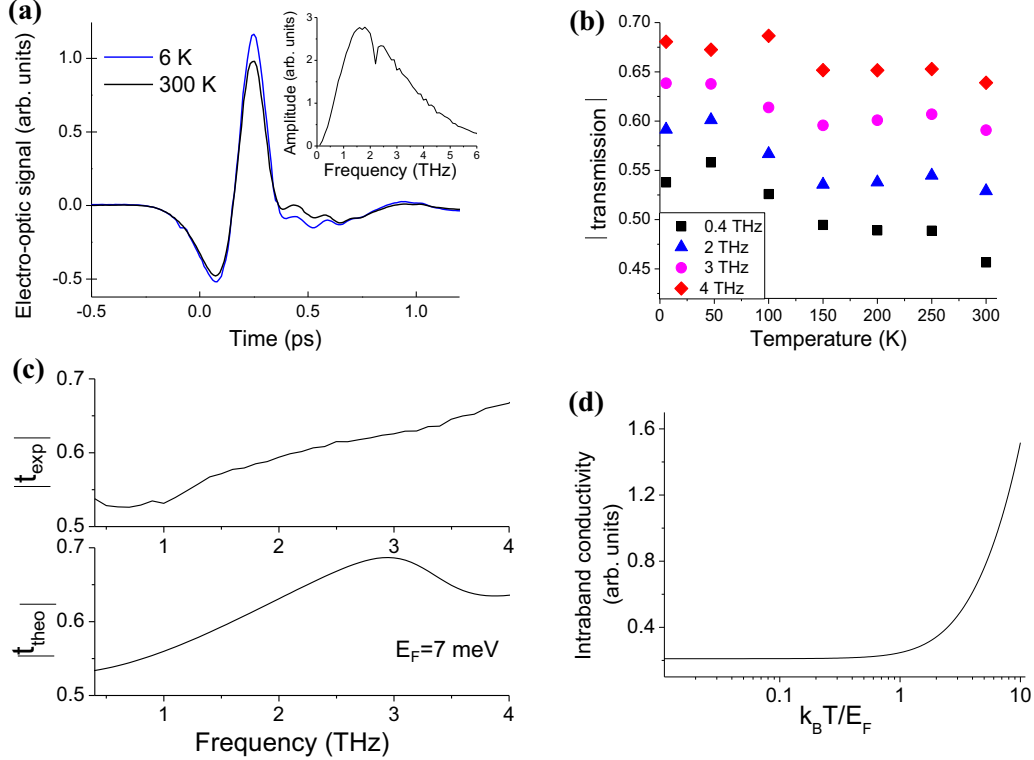 (a)
Electro-optic signal (arb. units)
1.0
0.5
0.0
-0.5
-0.5
0.0
0.5
1.0
Time (ps)
6 K
300 K
Amplitude (arb. units)
3
2
1
0
0 1 2 3 4 5 6
Frequency (THz)
(b)
| transmission |
0.70
0.65
0.60
0.55
0.50
0.45
0.4 THz
2 THz
3 THz
4 THz
0 50 100 150 200 250 300
Temperature (K)
(c)
|t_exp|
0.7
0.6
0.5
1 2 3 4
|t_theo|
0.7
0.6
0.5
E_F=7 meV
1 2 3 4
Frequency (THz)
(d)
Intraband conductivity
(arb. units)
1.6
1.2
0.8
0.4
0.1 1 10
k_BT/E_F